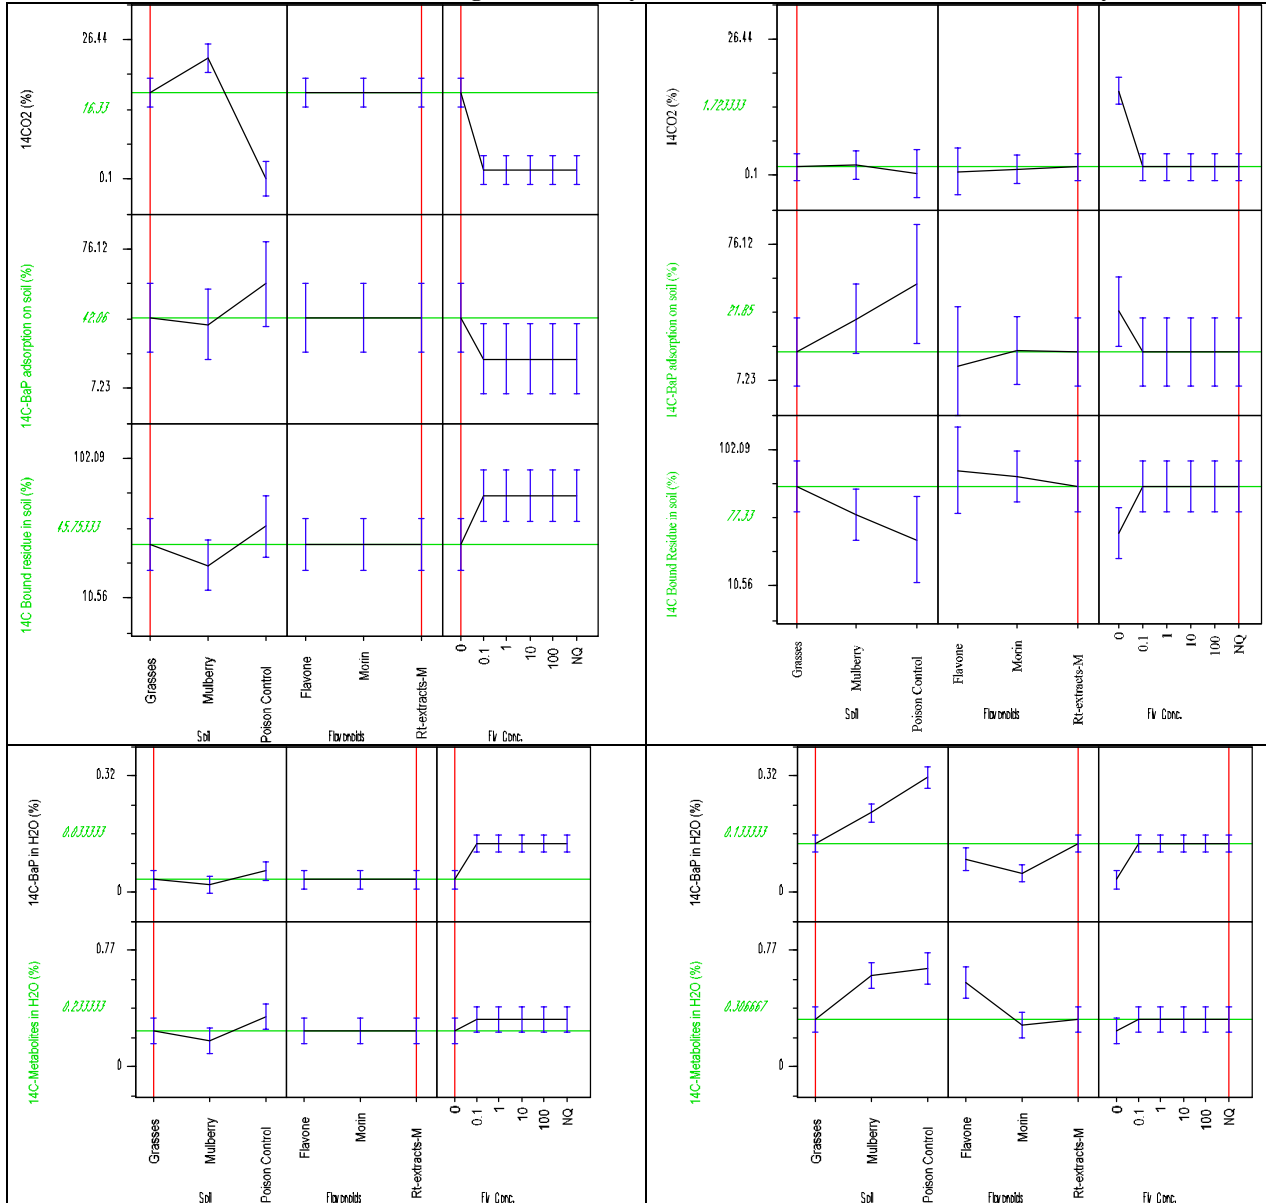 26.44
16.33
0.1
14CO2 (%)
76.12
42.06
7.23
14C-BaP adsorption on soil (%)
102.09
45.75333
10.56
14C Bound residue in soil (%)
Grasses
Mulberry
Poison Control
Flavone
Morin
Rt-extracts-M
0
0.1
1
10
100
NQ
Soil
Flavonoids
Flv Conc.
26.44
1.723333
0.1
14CO2 (%)
76.12
21.85
7.23
14C-BaP adsorption on soil (%)
102.09
77.33
10.56
14C Bound Residue in soil (%)
Grasses
Mulberry
Poison Control
Flavone
Morin
Rt-extracts-M
0
0.1
1
10
100
NQ
Soil
Flavonoids
Flv Conc.
0.32
0.033333
0
14C-BaP in H2O (%)
0.77
0.233333
0
14C-Metabolites in H2O (%)
Grasses
Mulberry
Poison Control
Flavone
Morin
Rt-extracts-M
0
0.1
1
10
100
NQ
Soil
Flavonoids
Flv Conc.
0.32
0.133333
0
14C-BaP in H2O (%)
0.77
0.306667
0
14C-Metabolites in H2O (%)
Grasses
Mulberry
Poison Control
Flavone
Morin
Rt-extracts-M
0
0.1
1
10
100
NQ
Soil
Flavonoids
Flv Conc.